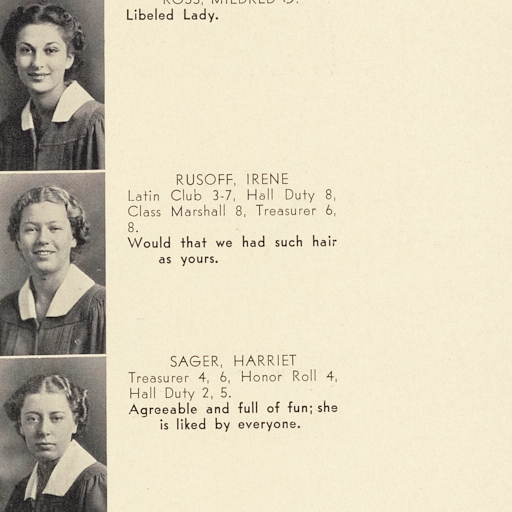 ROSS, MILDRED D.
Libeled Lady.
RUSOFF, IRENE
Latin Club 3-7, Hall Duty 8,
Class Marshall 8, Treasurer 6,
8.
Would that we had such hair
as yours.
SAGER, HARRIET
Treasurer 4, 6, Honor Roll 4,
Hall Duty 2, 5.
Agreeable and full of fun; she
is liked by everyone.